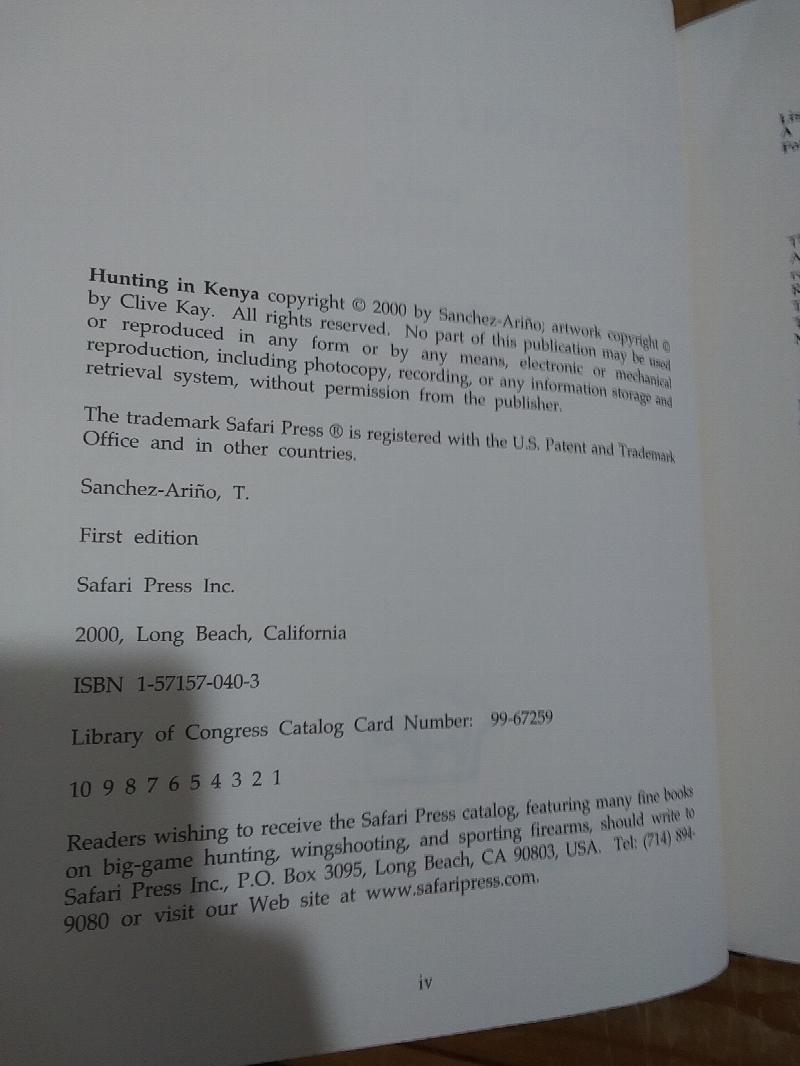 Hunting in Kenya copyright © 2000 by Sanchez-Ariño; artwork copyright ©
by Clive Kay. All rights reserved. No part of this publication may be used
or reproduced in any form or by any means, electronic or mechanical
reproduction, including photocopy, recording, or any information storage and
retrieval system, without permission from the publisher.
The trademark Safari Press ® is registered with the U.S. Patent and Trademark
Office and in other countries.
Sanchez-Ariño, T.
First edition
Safari Press Inc.
2000, Long Beach, California
ISBN 1-57157-040-3
Library of Congress Catalog Card Number: 99-67259
10 9 8 7 6 5 4 3 2 1
Readers wishing to receive the Safari Press catalog, featuring many fine books
on big-game hunting, wingshooting, and sporting firearms, should write to
Safari Press Inc., P.O. Box 3095, Long Beach, CA 90803, USA. Tel: (714) 894-
9080 or visit our Web site at www.safaripress.com.
iv